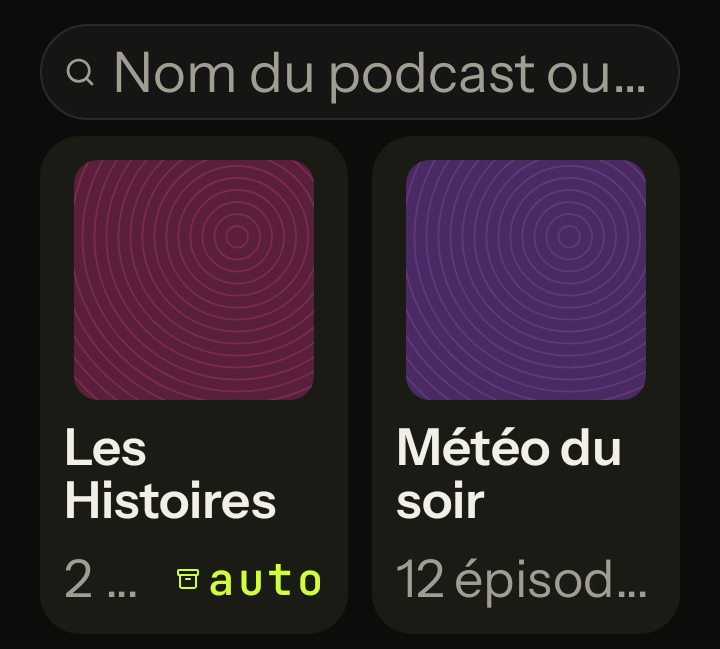 Nom du podcast ou...
Les
Histoires
2 ...
auto
Météo du
soir
12 épisod...